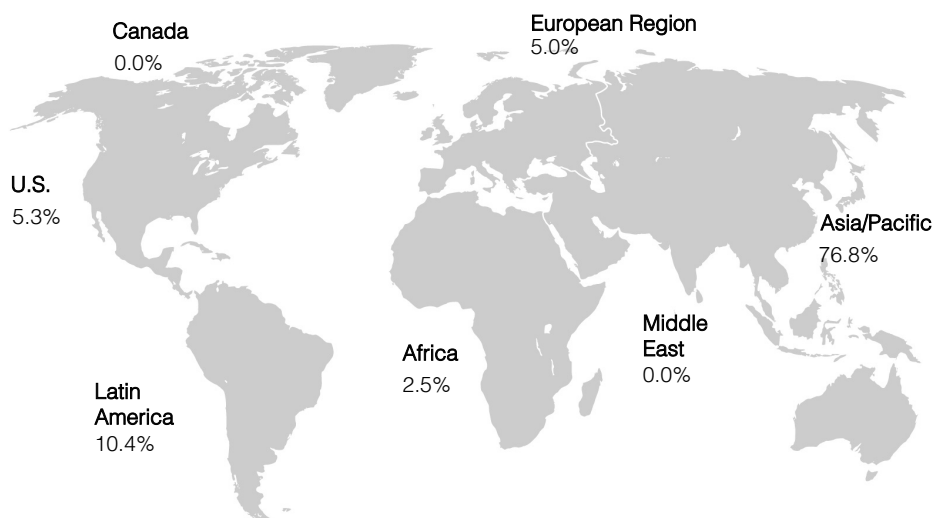 Canada
0.0%
European Region
5.0%
U.S.
5.3%
Asia/Pacific
76.8%
Middle
East
0.0%
Africa
2.5%
Latin
America
10.4%